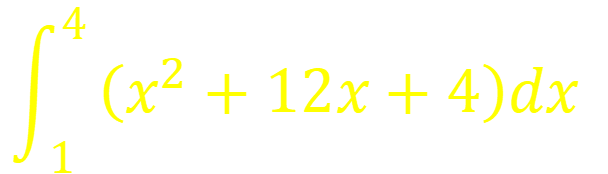 ∫₁⁴ (x² + 12x + 4)dx